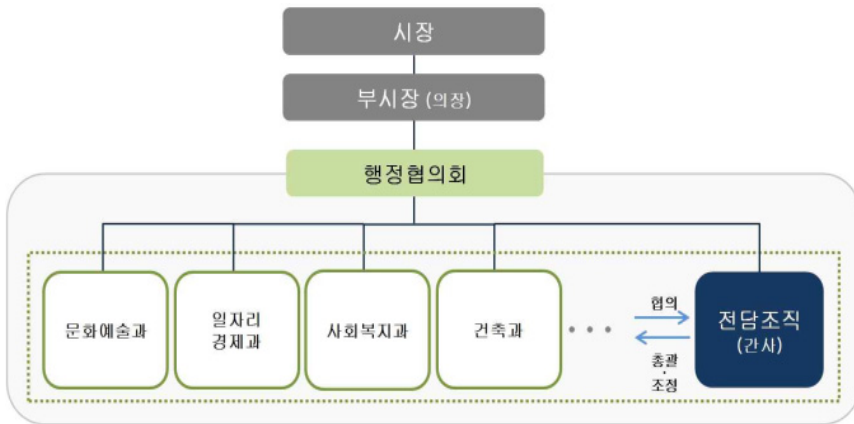 시장
부시장 (의장)
행정협의회
문화예술과
일자리
경제과
사회복지과
건축과
• • •
협의
총괄
·
조정
전담조직
(간사)